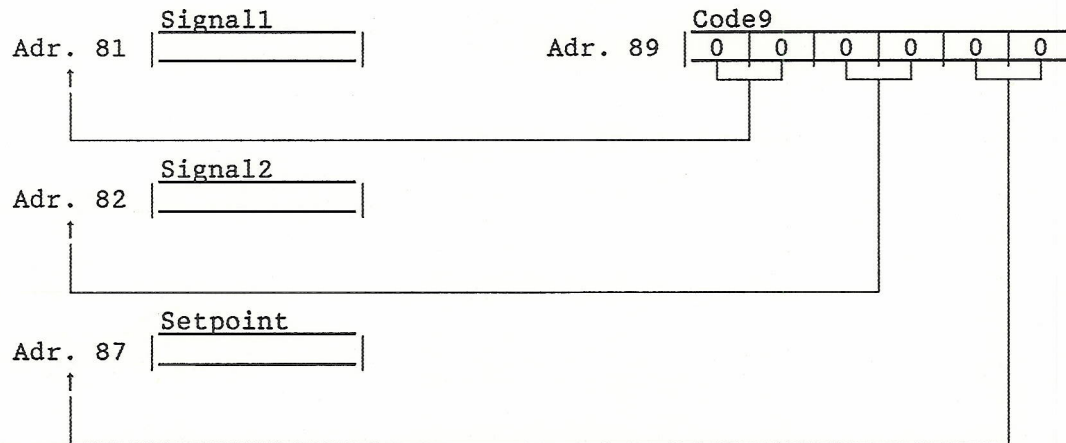 Signal1 Code9
Adr. 81 Adr. 89 0 0 0 0 0 0
Signal2
Adr. 82
Setpoint
Adr. 87